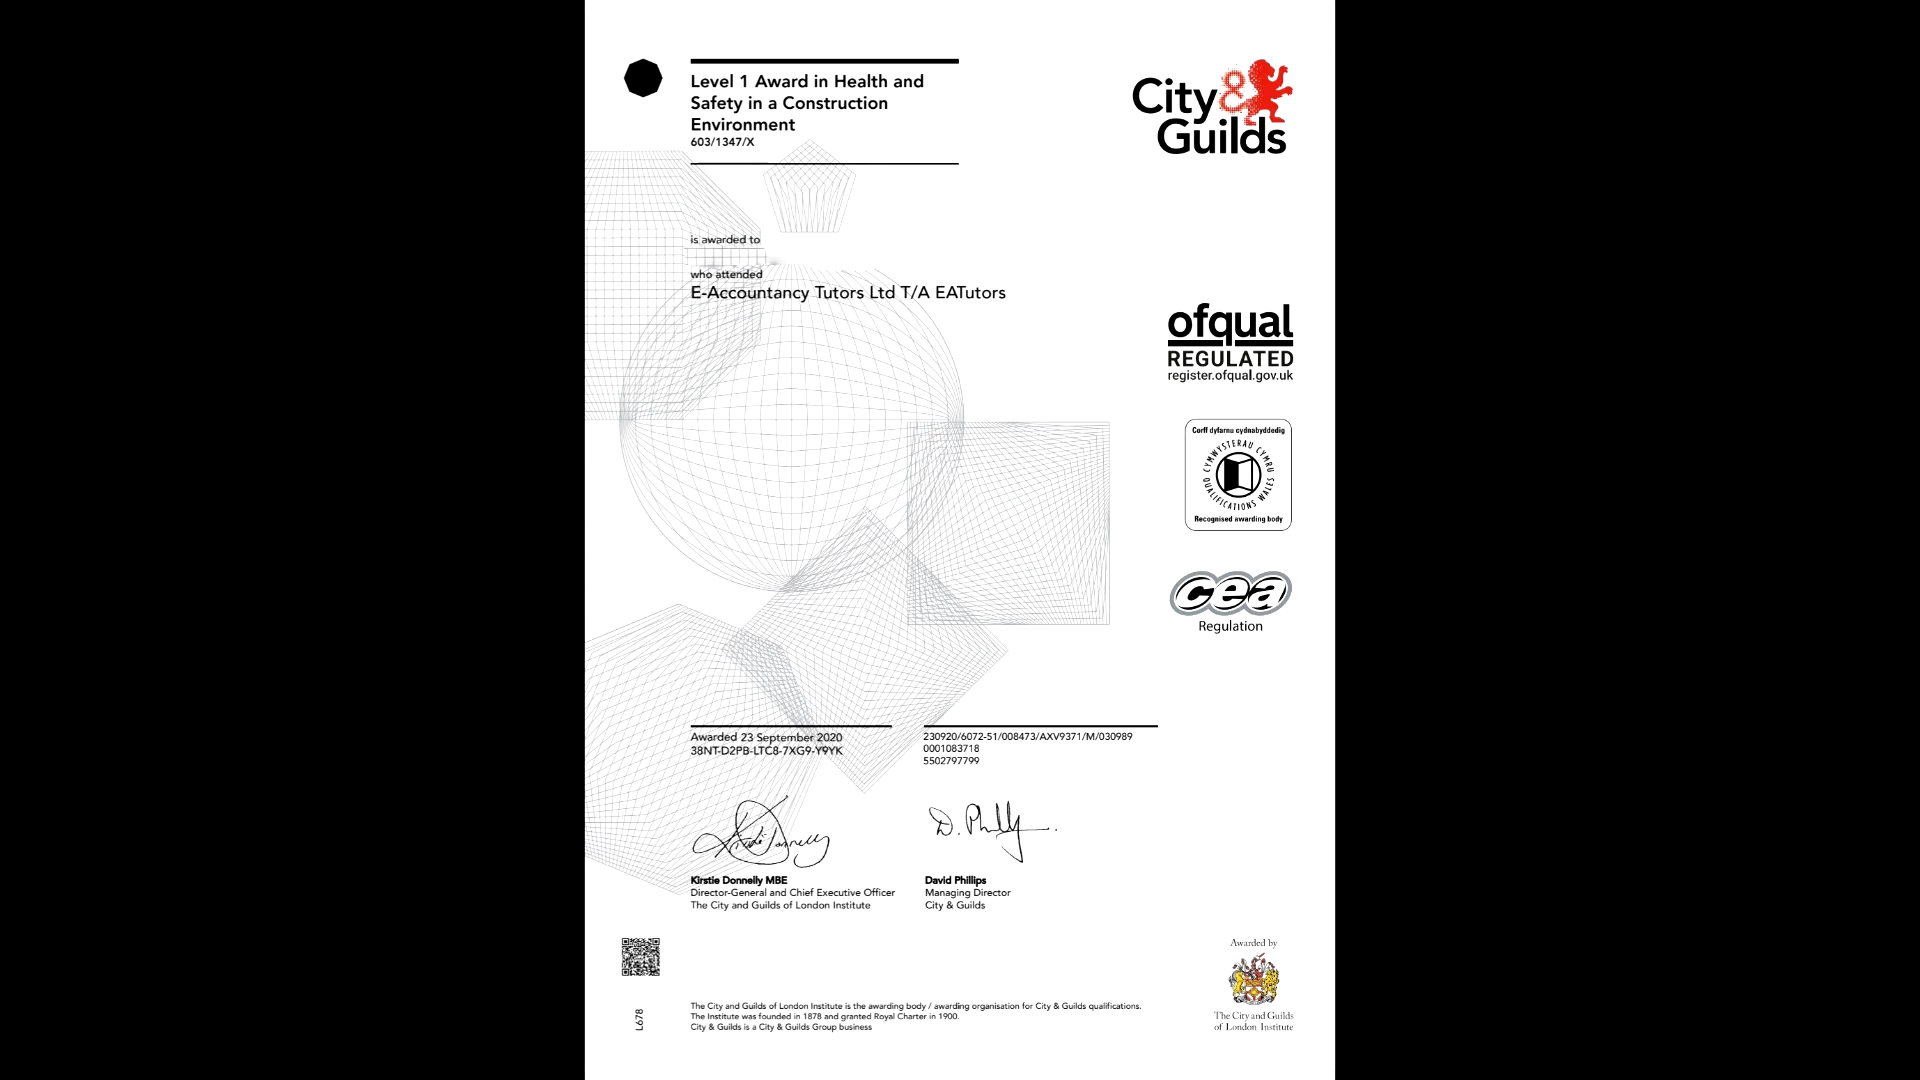 Level 1 Award in Health and
Safety in a Construction
Environment
603/1347/X
City & Guilds
is awarded to
who attended
E-Accountancy Tutors Ltd T/A EATutors
ofqual
REGULATED
register.ofqual.gov.uk
Corff dyfarnu cydnabyddedig
CYMWYSTERAU CYMRU
QUALIFICATIONS WALES
Recognised awarding body
cea
Regulation
Awarded 23 September 2020
38NT-D2PB-LTC8-7XG9-Y9YK
230920/6072-51/008473/AXV9371/M/030989
0001083718
5502797799
Kirstie Donnelly
D. Phillips
Kirstie Donnelly MBE
Director-General and Chief Executive Officer
The City and Guilds of London Institute
David Phillips
Managing Director
City & Guilds
Awarded by
The City and Guilds
of London Institute
L678
The City and Guilds of London Institute is the awarding body / awarding organisation for City & Guilds qualifications.
The Institute was founded in 1878 and granted Royal Charter in 1900.
City & Guilds is a City & Guilds Group business